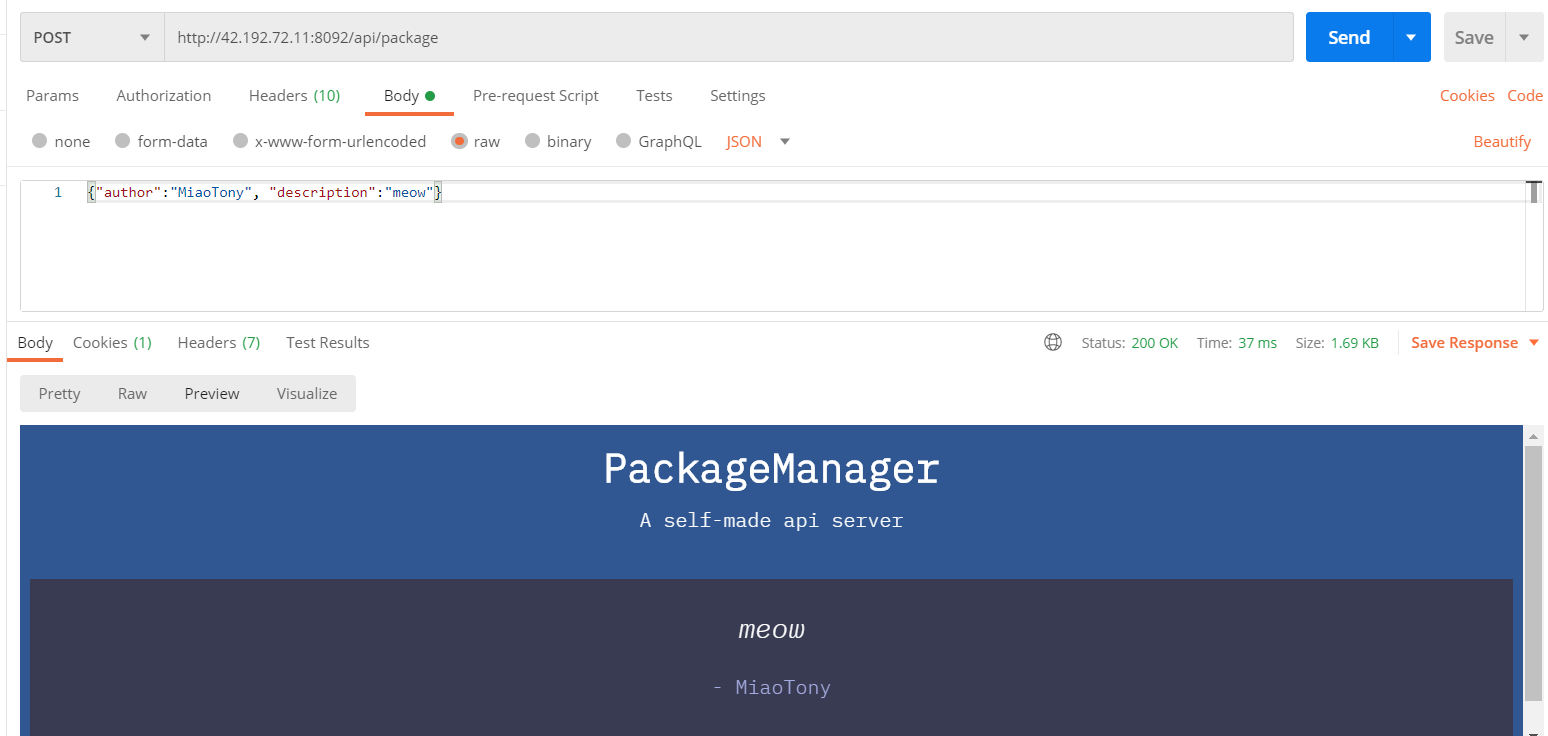 POST http://42.192.72.11:8092/api/package Send Save
Params Authorization Headers (10) Body Pre-request Script Tests Settings Cookies Code
none form-data x-www-form-urlencoded raw binary GraphQL JSON Beautify
1 {"author":"MiaoTony", "description":"meow"}
Body Cookies (1) Headers (7) Test Results Status: 200 OK Time: 37 ms Size: 1.69 KB Save Response
Pretty Raw Preview Visualize
PackageManager
A self-made api server
meow
- MiaoTony